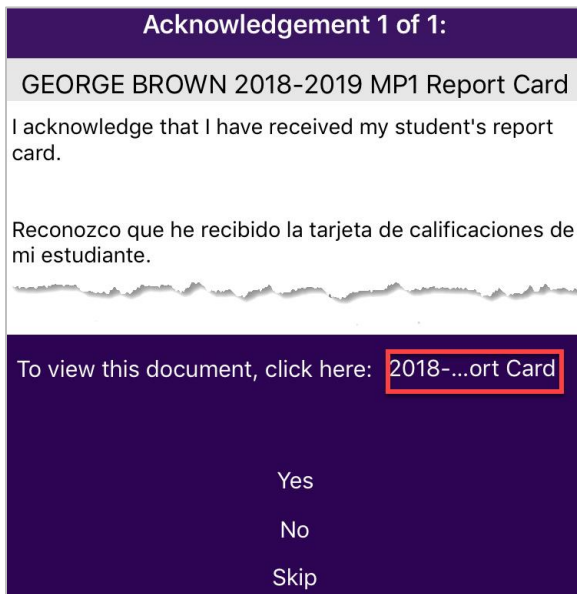 Acknowledgement 1 of 1:
GEORGE BROWN 2018-2019 MP1 Report Card
I acknowledge that I have received my student's report
card.
Reconozco que he recibido la tarjeta de calificaciones de
mi estudiante.
To view this document, click here: 2018-...ort Card
Yes
No
Skip